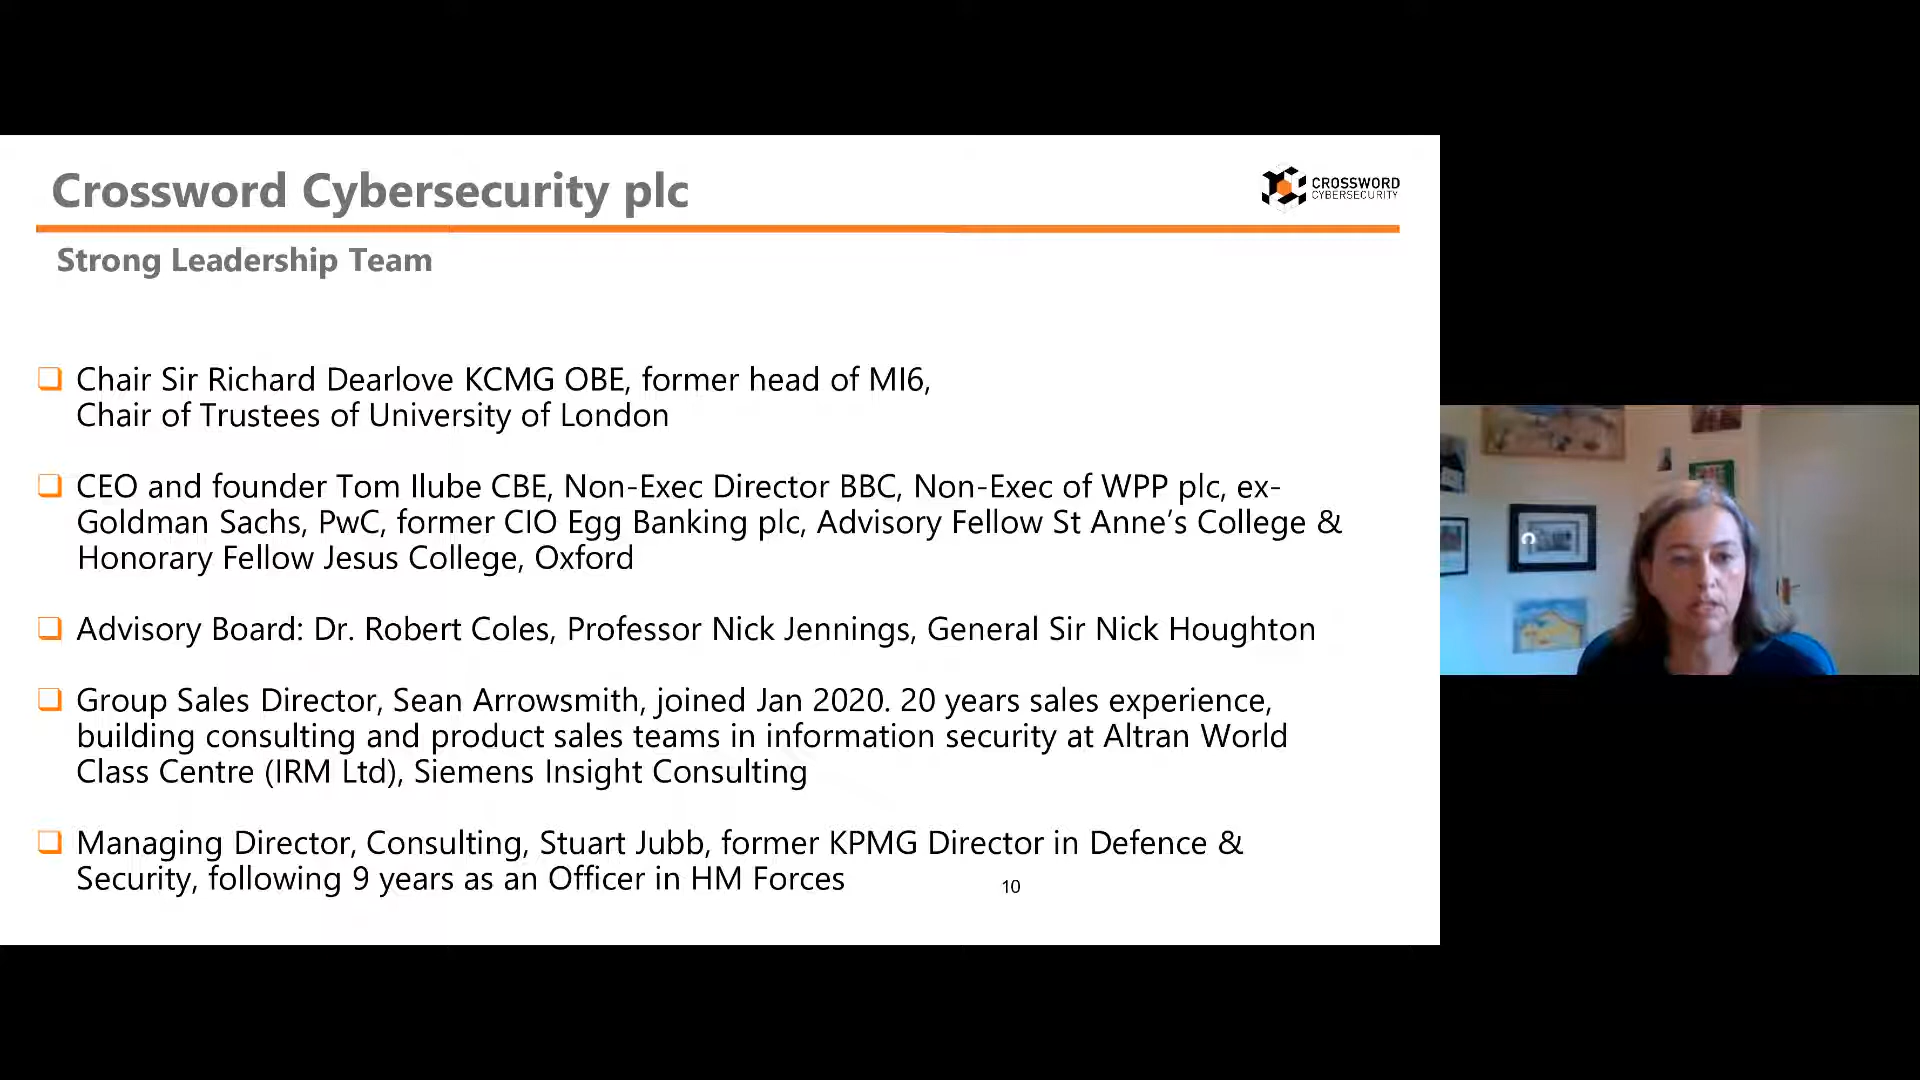 Crossword Cybersecurity plc
CROSSWORD
CYBERSECURITY
Strong Leadership Team
Chair Sir Richard Dearlove KCMG OBE, former head of MI6,
Chair of Trustees of University of London
CEO and founder Tom Ilube CBE, Non-Exec Director BBC, Non-Exec of WPP plc, ex-
Goldman Sachs, PwC, former CIO Egg Banking plc, Advisory Fellow St Anne’s College &
Honorary Fellow Jesus College, Oxford
Advisory Board: Dr. Robert Coles, Professor Nick Jennings, General Sir Nick Houghton
Group Sales Director, Sean Arrowsmith, joined Jan 2020. 20 years sales experience,
building consulting and product sales teams in information security at Altran World
Class Centre (IRM Ltd), Siemens Insight Consulting
Managing Director, Consulting, Stuart Jubb, former KPMG Director in Defence &
Security, following 9 years as an Officer in HM Forces
10